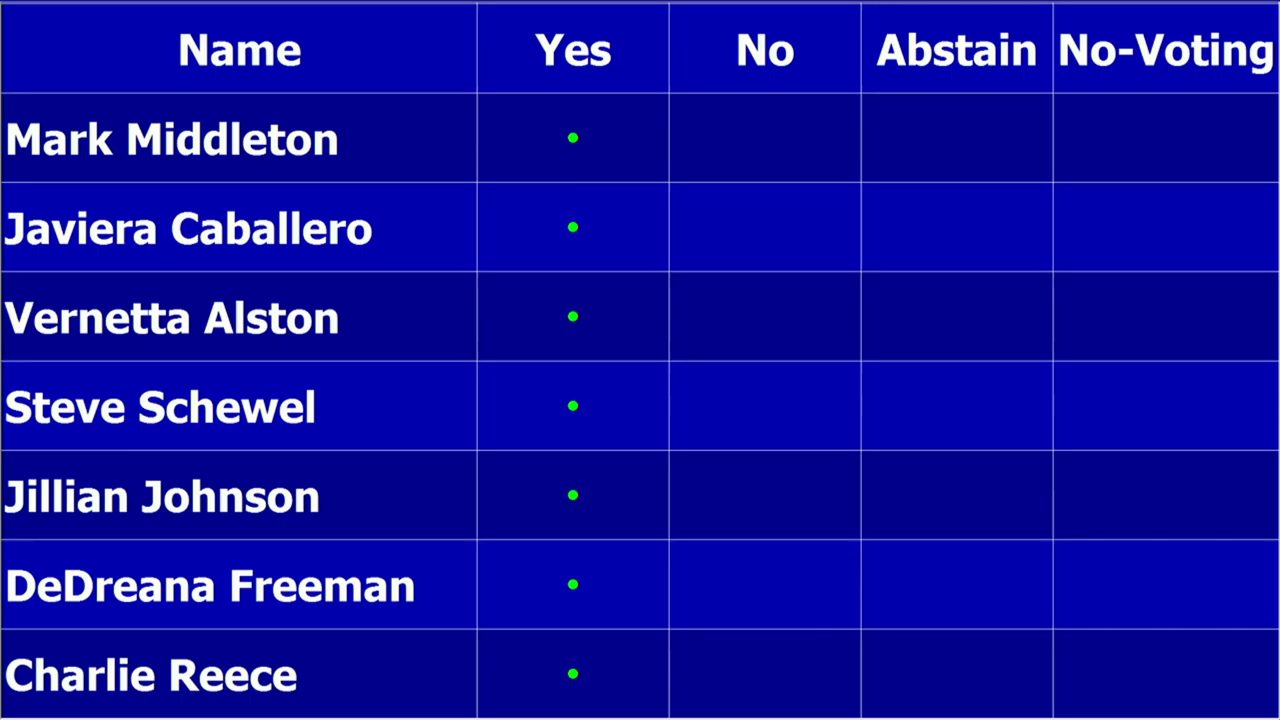 Name Yes No Abstain No-Voting
Mark Middleton
Javiera Caballero
Vernetta Alston
Steve Schewel
Jillian Johnson
DeDreana Freeman
Charlie Reece